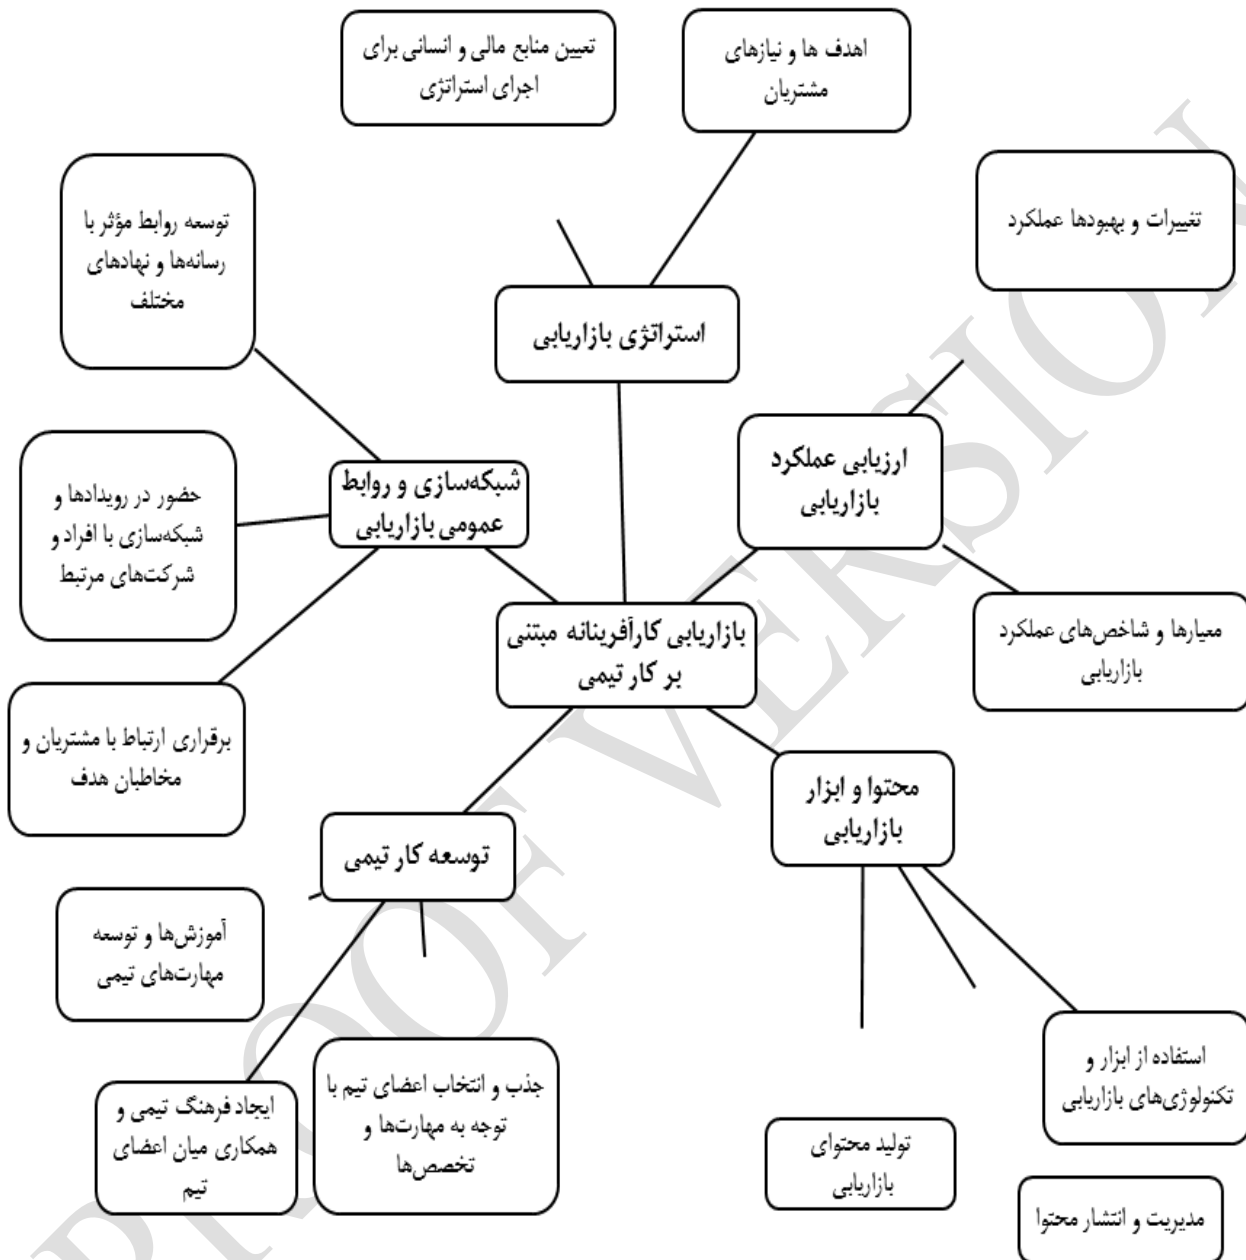 تعیین منابع مالی و انسانی برای
اجرای استراتژی
اهدف ها و نیازهای
مشتریان
تغییرات و بهبودها عملکرد
توسعه روابط مؤثر با
رسانه‌ها و نهادهای
مختلف
استراتژی بازاریابی
ارزیابی عملکرد
بازاریابی
شبکه‌سازی و روابط
عمومی بازاریابی
حضور در رویدادها و
شبکه‌سازی با افراد و
شرکت‌های مرتبط
بازاریابی کارآفرینانه مبتنی
بر کار تیمی
معیارها و شاخص‌های عملکرد
بازاریابی
برقراری ارتباط با مشتریان و
مخاطبان هدف
محتوا و ابزار
بازاریابی
توسعه کار تیمی
آموزش‌ها و توسعه
مهارت‌های تیمی
استفاده از ابزار و
تکنولوژی‌های بازاریابی
جذب و انتخاب اعضای تیم با
توجه به مهارت‌ها و
تخصص‌ها
ایجاد فرهنگ تیمی و
همکاری میان اعضای
تیم
تولید محتوای
بازاریابی
مدیریت و انتشار محتوا
PROOF VERSION